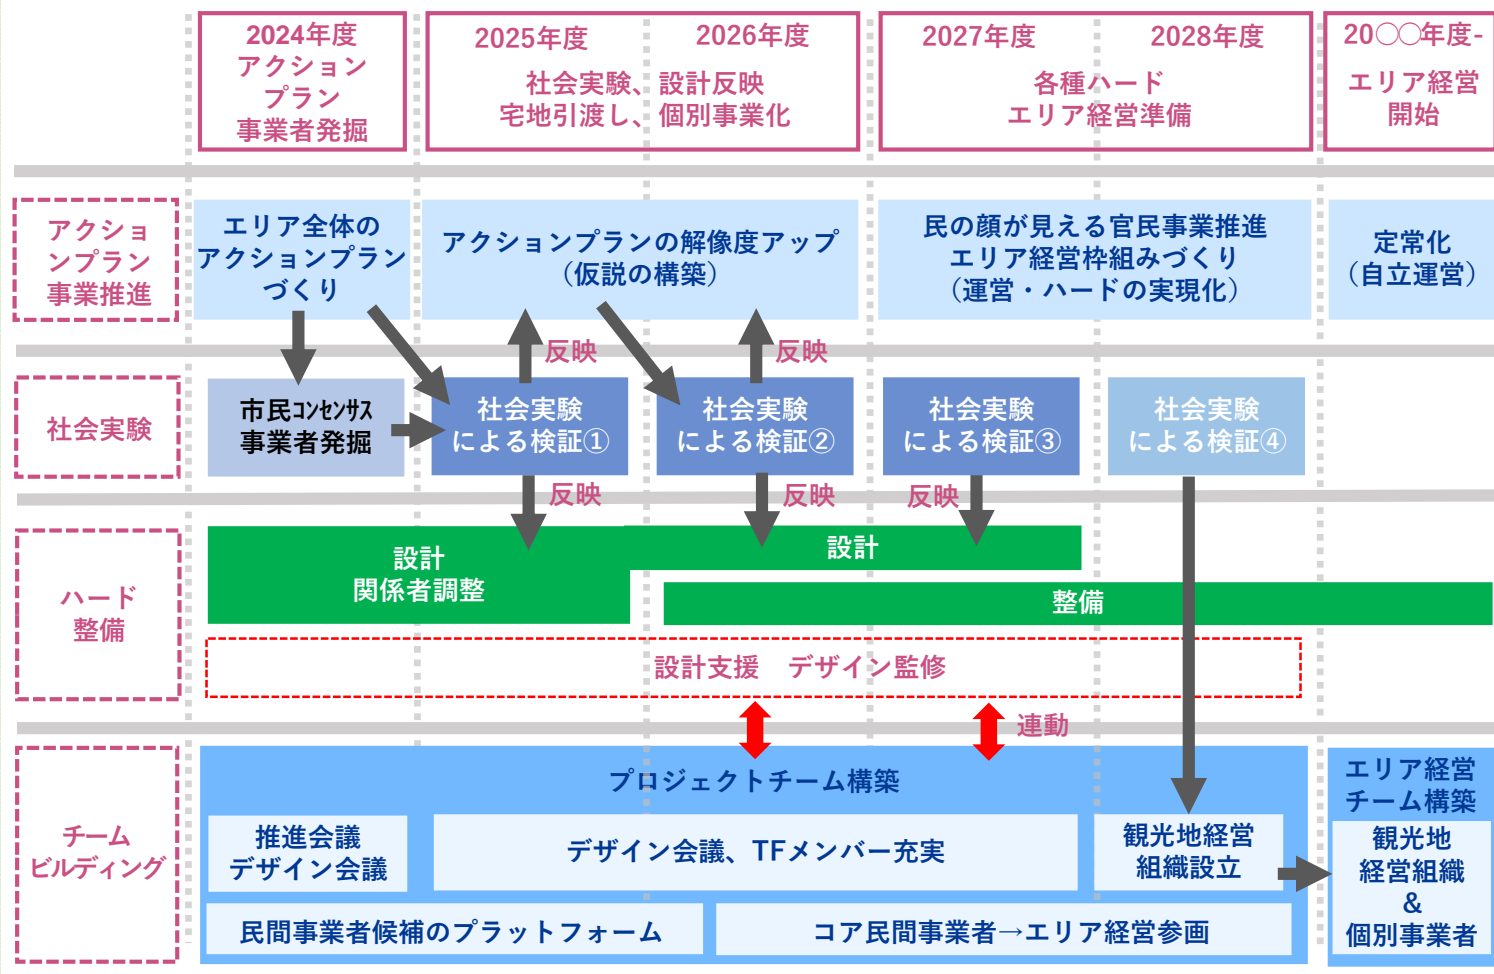 2024年度
アクション
プラン
事業者発掘
2025年度
2026年度
社会実験、設計反映
宅地引渡し、個別事業化
2027年度
2028年度
各種ハード
エリア経営準備
20○○年度-
エリア経営
開始
アクショ
ンプラン
事業推進
エリア全体の
アクションプラン
づくり
アクションプランの解像度アップ
（仮説の構築）
民の顔が見える官民事業推進
エリア経営枠組みづくり
（運営・ハードの実現化）
定常化
（自立運営）
反映
反映
社会実験
市民コンセンサス
事業者発掘
社会実験
による検証①
社会実験
による検証②
社会実験
による検証③
社会実験
による検証④
反映
反映
反映
ハード
整備
設計
関係者調整
設計
整備
設計支援　デザイン監修
連動
チーム
ビルディング
プロジェクトチーム構築
推進会議
デザイン会議
デザイン会議、TFメンバー充実
観光地経営
組織設立
民間事業者候補のプラットフォーム
コア民間事業者→エリア経営参画
エリア経営
チーム構築
観光地
経営組織
＆
個別事業者